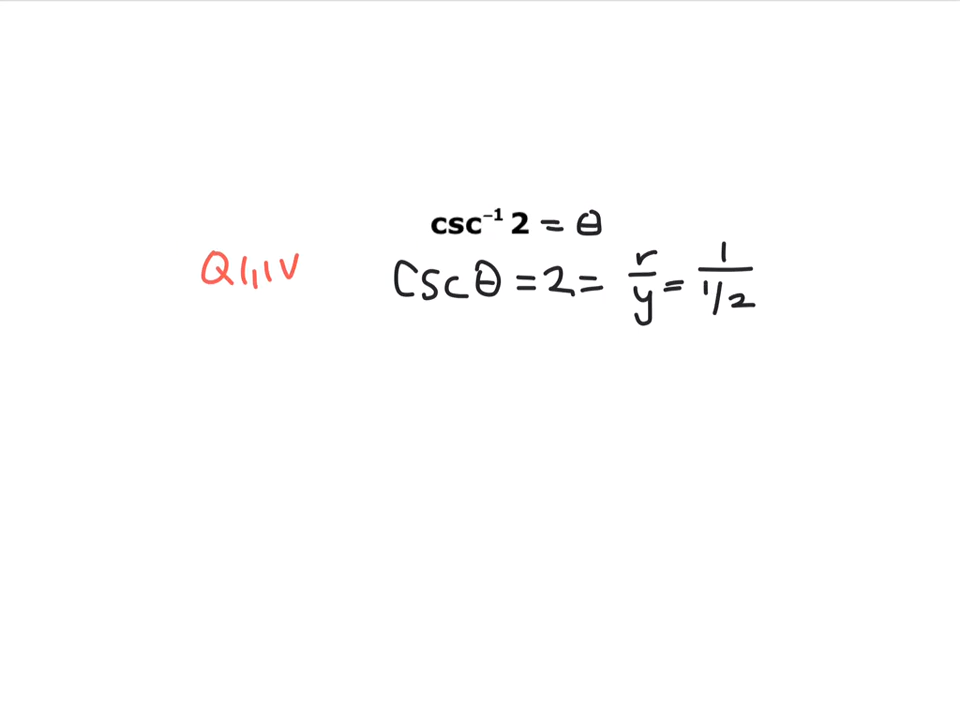 csc⁻¹ 2 = θ
QI,IV
cscθ = 2 = r/y = 1/(1/2)